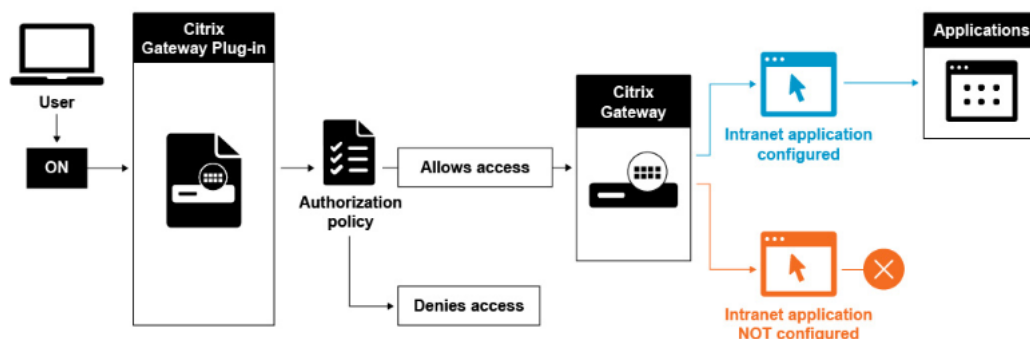 User
ON
Citrix
Gateway Plug-in
Authorization
policy
Allows access
Denies access
Citrix
Gateway
Intranet application
configured
Intranet application
NOT configured
Applications